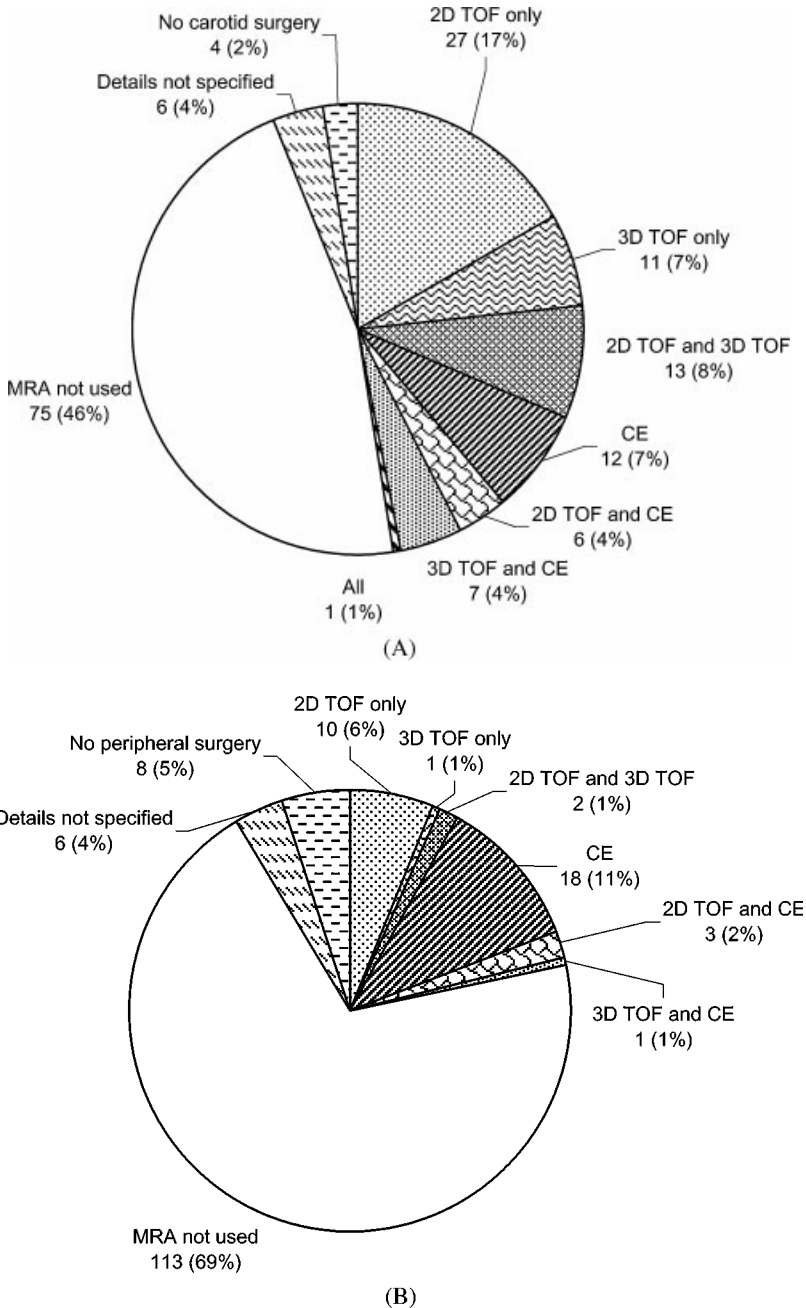 No carotid surgery
4 (2%)
2D TOF only
27 (17%)
Details not specified
6 (4%)
3D TOF only
11 (7%)
2D TOF and 3D TOF
13 (8%)
MRA not used
75 (46%)
CE
12 (7%)
2D TOF and CE
6 (4%)
3D TOF and CE
7 (4%)
All
1 (1%)
(A)
2D TOF only
10 (6%)
3D TOF only
1 (1%)
No peripheral surgery
8 (5%)
2D TOF and 3D TOF
2 (1%)
Details not specified
6 (4%)
CE
18 (11%)
2D TOF and CE
3 (2%)
3D TOF and CE
1 (1%)
MRA not used
113 (69%)
(B)